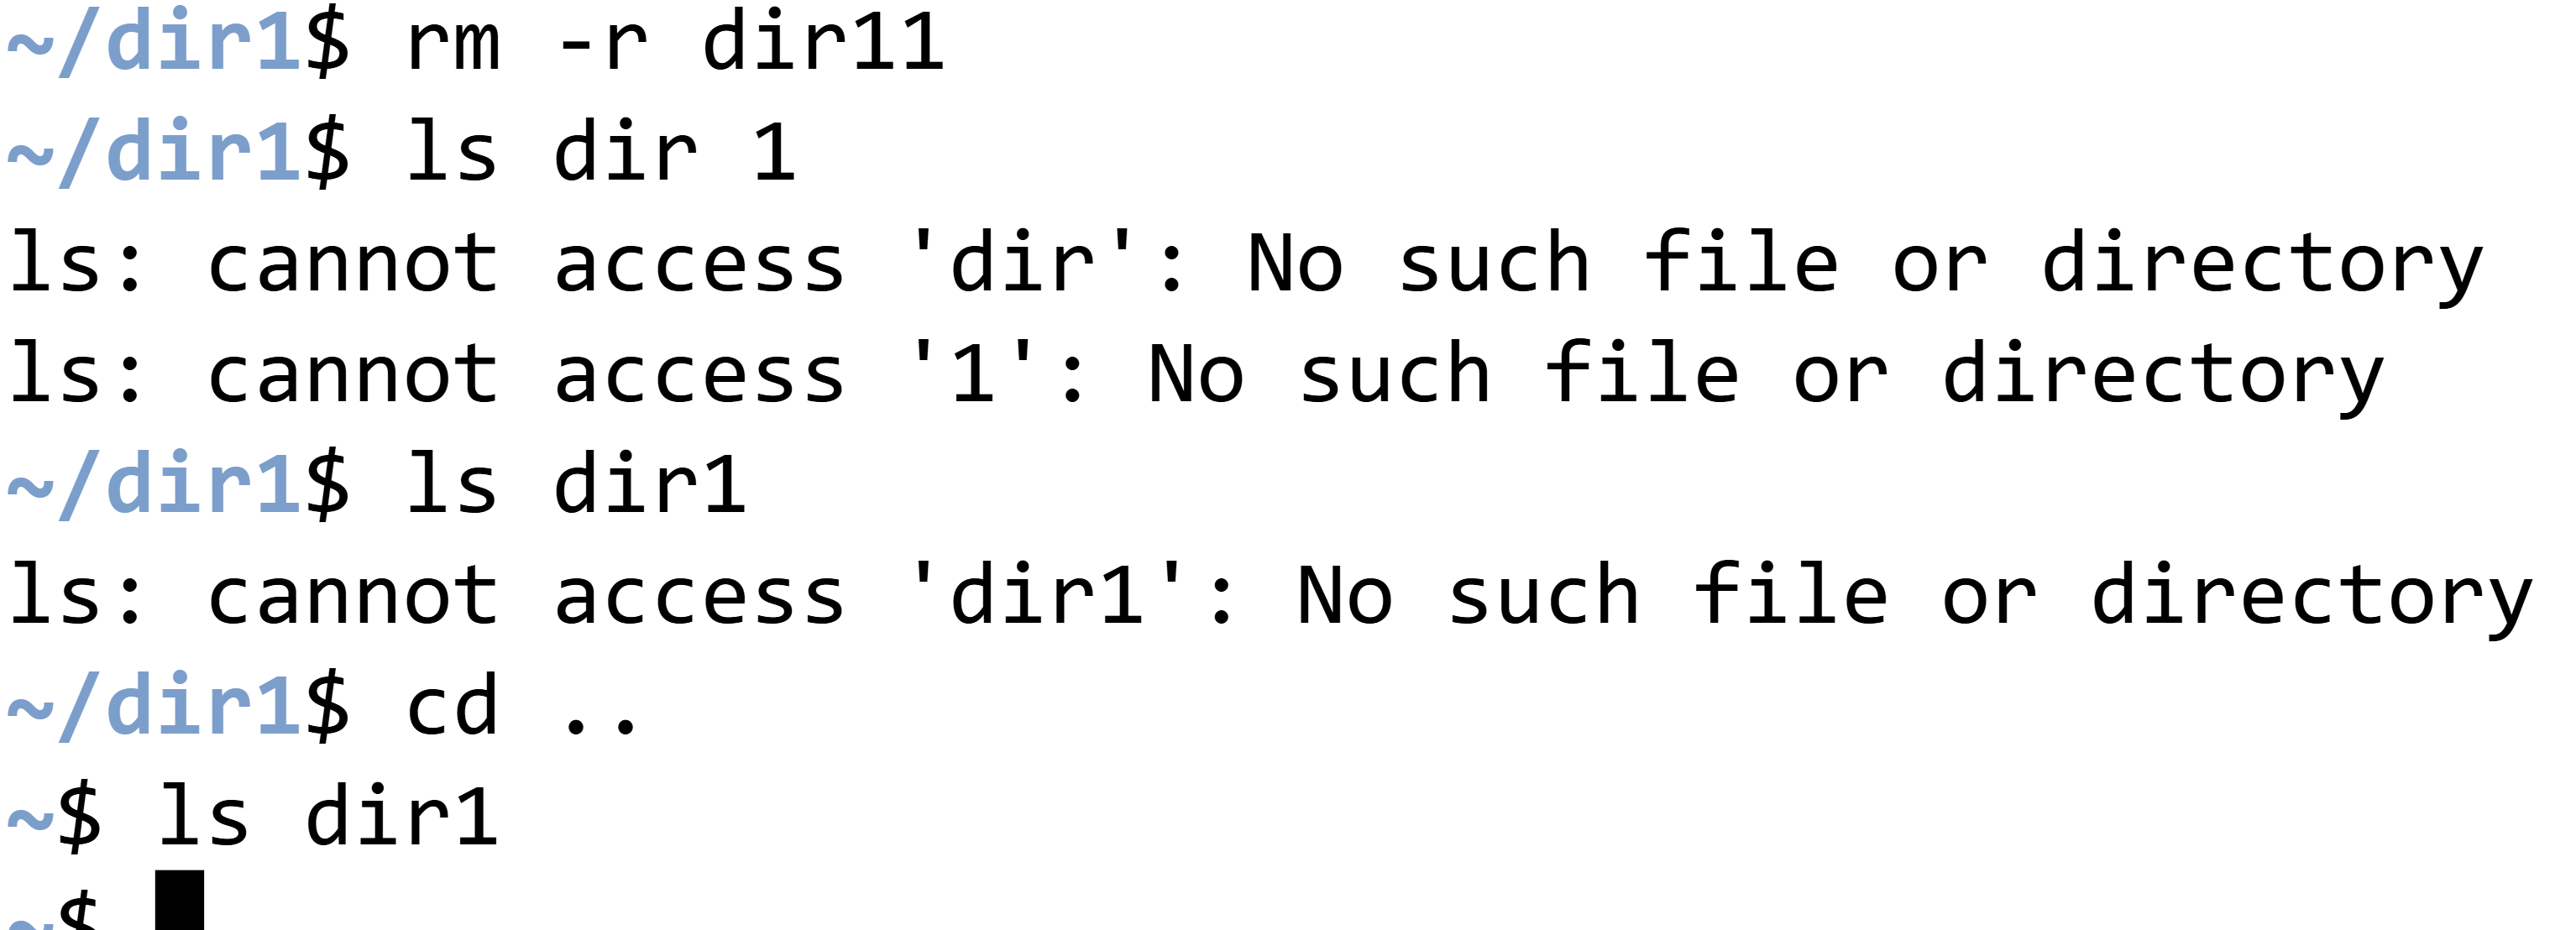 ~/dir1$ rm -r dir11
~/dir1$ ls dir 1
ls: cannot access 'dir': No such file or directory
ls: cannot access '1': No such file or directory
~/dir1$ ls dir1
ls: cannot access 'dir1': No such file or directory
~/dir1$ cd ..
~$ ls dir1
~$